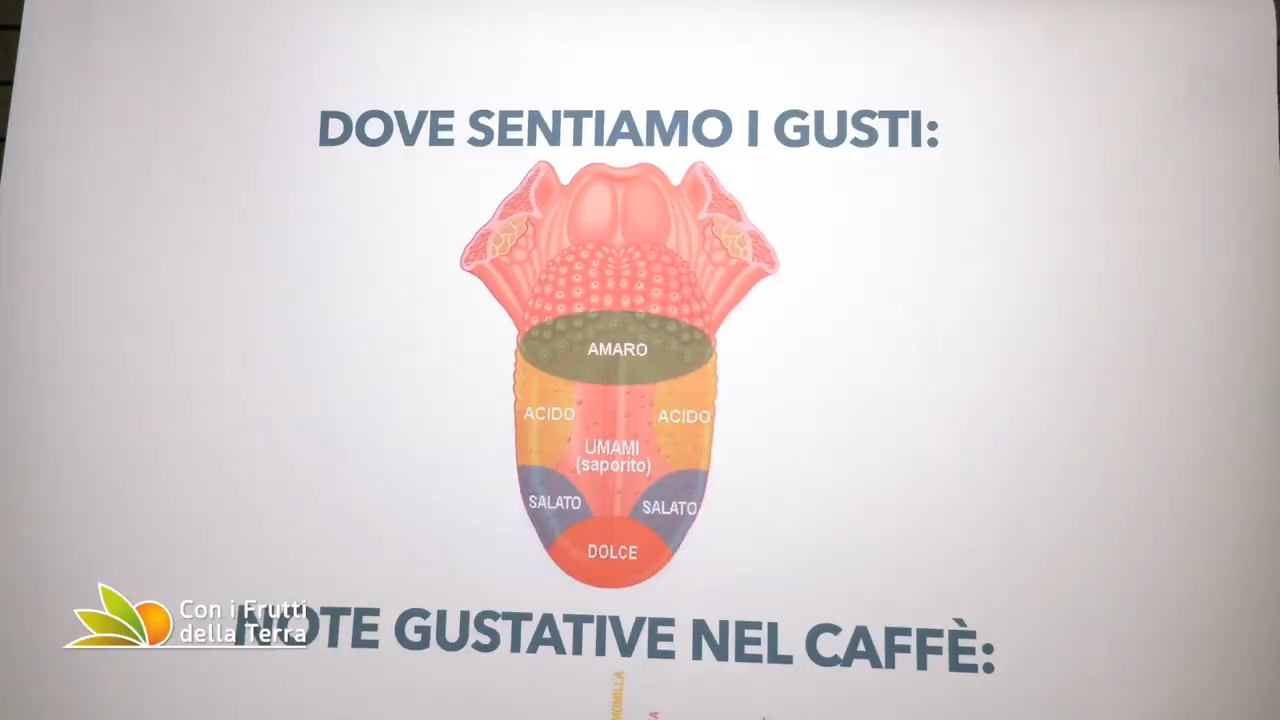 DOVE SENTIAMO I GUSTI:
AMARO
ACIDO
ACIDO
UMAMI
(saporito)
SALATO
SALATO
DOLCE
Con i Frutti
della Terra
NOTE GUSTATIVE NEL CAFFÈ: